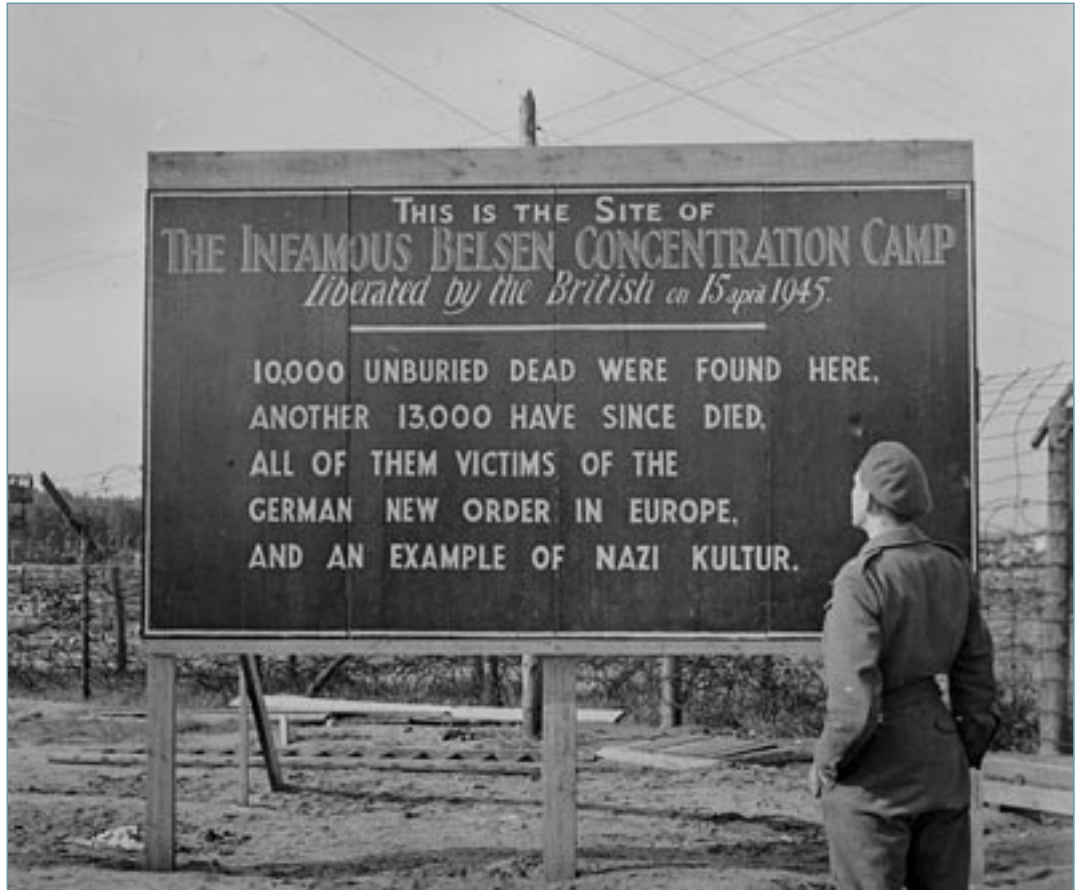 THIS IS THE SITE OF
THE INFAMOUS BELSEN CONCENTRATION CAMP
Liberated by the British on 15 april 1945.
10,000 UNBURIED DEAD WERE FOUND HERE,
ANOTHER 13,000 HAVE SINCE DIED,
ALL OF THEM VICTIMS OF THE
GERMAN NEW ORDER IN EUROPE,
AND AN EXAMPLE OF NAZI KULTUR.